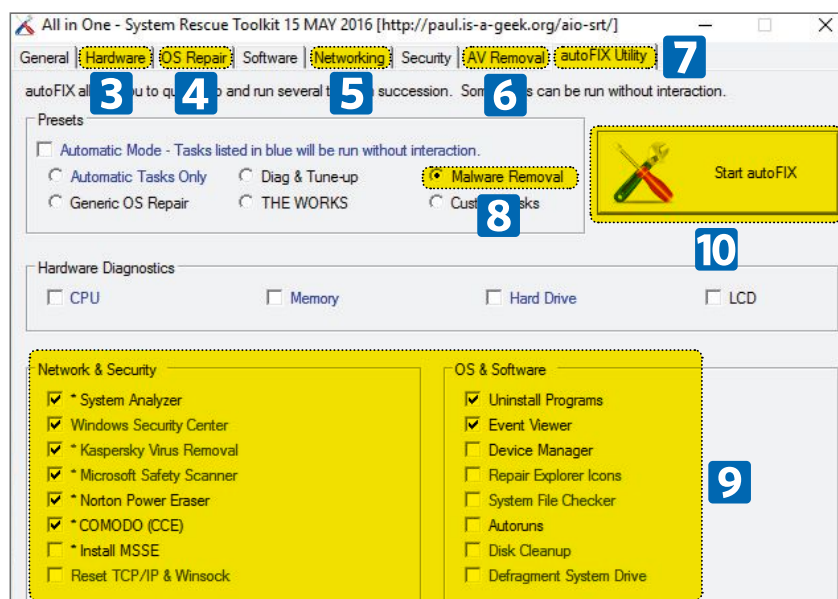 All in One - System Rescue Toolkit 15 MAY 2016 [http://paul.is-a-geek.org/aio-srt/]
General Hardware OS Repair Software Networking Security AV Removal autoFIX Utility 7
3 4 5 6
autoFIX al to qu and run several t succession. Som can be run without interaction.
Presets
Automatic Mode - Tasks listed in blue will be run without interaction.
Automatic Tasks Only Diag & Tune-up Malware Removal
Generic OS Repair THE WORKS
8
Start autoFIX
10
Hardware Diagnostics
CPU Memory Hard Drive LCD
Network & Security
* System Analyzer
Windows Security Center
* Kaspersky Virus Removal
* Microsoft Safety Scanner
* Norton Power Eraser
* COMODO (CCE)
* Install MSSE
Reset TCP/IP & Winsock
OS & Software
Uninstall Programs
Event Viewer
Device Manager
Repair Explorer Icons
System File Checker
Autoruns
Disk Cleanup
Defragment System Drive
9